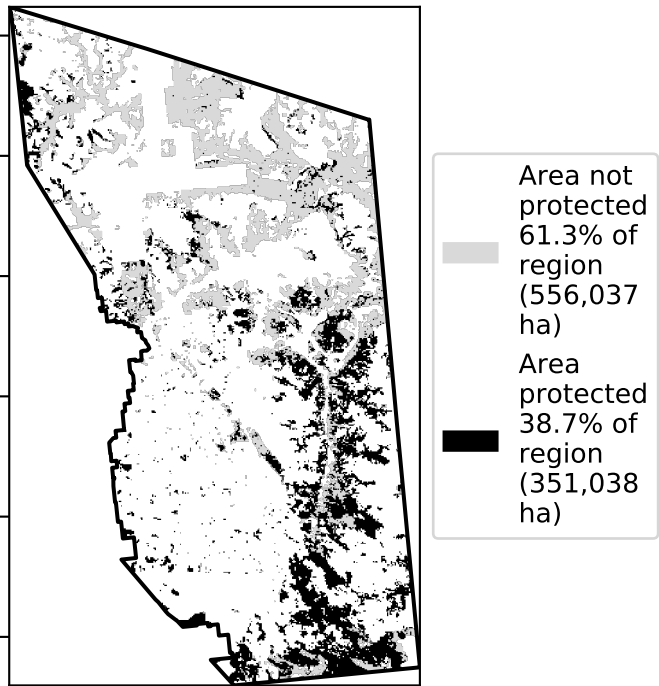 Area not
protected
61.3% of
region
(556,037
ha)
Area
protected
38.7% of
region
(351,038
ha)